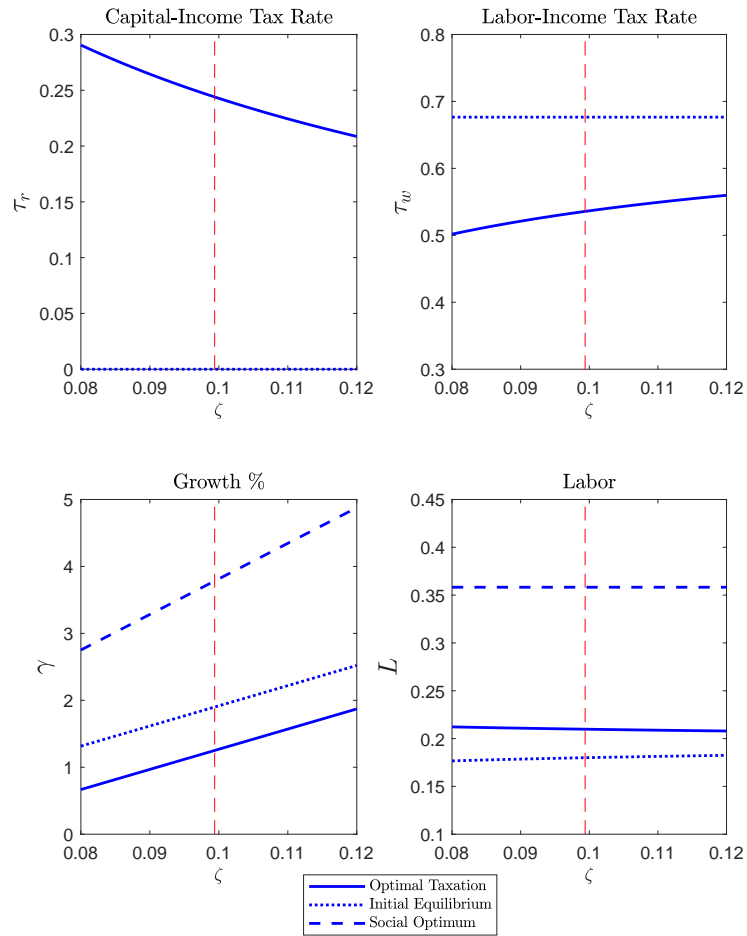 Capital-Income Tax Rate
0.3
0.25
0.2
0.15
0.1
0.05
0
τr
0.08 0.09 0.1 0.11 0.12
ζ
Labor-Income Tax Rate
0.8
0.7
0.6
0.5
0.4
0.3
τw
0.08 0.09 0.1 0.11 0.12
ζ
Growth %
5
4
3
2
1
0
γ
0.08 0.09 0.1 0.11 0.12
ζ
Labor
0.45
0.4
0.35
0.3
0.25
0.2
0.15
0.1
L
0.08 0.09 0.1 0.11 0.12
ζ
Optimal Taxation
Initial Equilibrium
Social Optimum